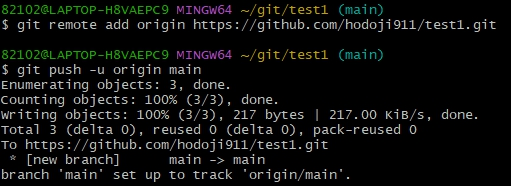 82102@LAPTOP-H8VAEPC9 MINGW64 ~/git/test1 (main)
$ git remote add origin https://github.com/hodoji911/test1.git
82102@LAPTOP-H8VAEPC9 MINGW64 ~/git/test1 (main)
$ git push -u origin main
Enumerating objects: 3, done.
Counting objects: 100% (3/3), done.
Writing objects: 100% (3/3), 217 bytes | 217.00 KiB/s, done.
Total 3 (delta 0), reused 0 (delta 0), pack-reused 0
To https://github.com/hodoji911/test1.git
 * [new branch]      main -> main
branch 'main' set up to track 'origin/main'.